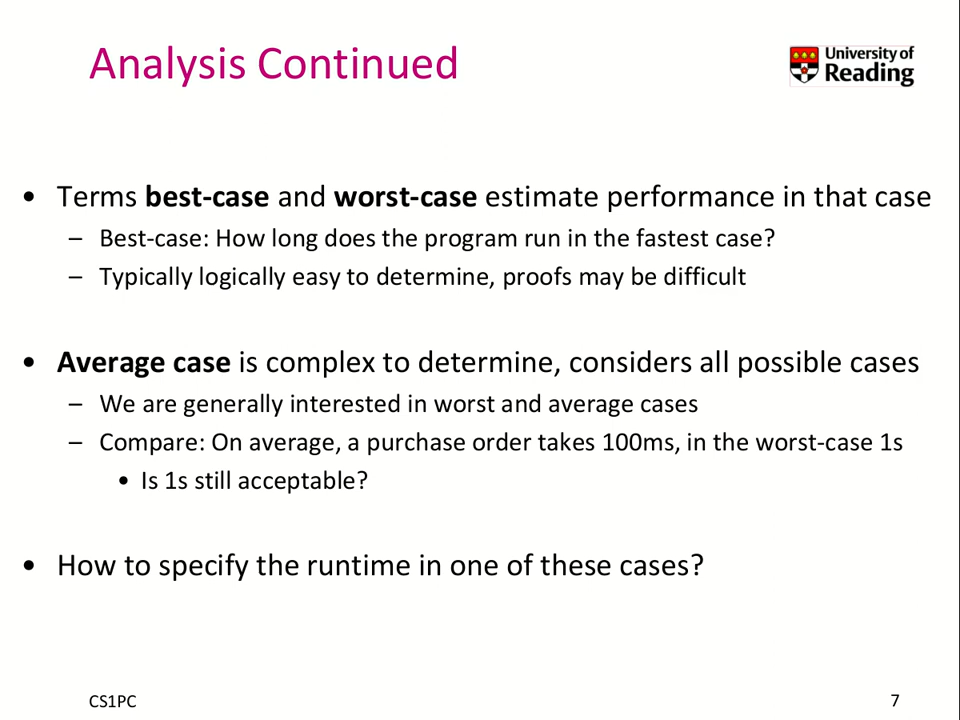 Analysis Continued
University of
Reading
• Terms best-case and worst-case estimate performance in that case
– Best-case: How long does the program run in the fastest case?
– Typically logically easy to determine, proofs may be difficult
• Average case is complex to determine, considers all possible cases
– We are generally interested in worst and average cases
– Compare: On average, a purchase order takes 100ms, in the worst-case 1s
• Is 1s still acceptable?
• How to specify the runtime in one of these cases?
CS1PC
7